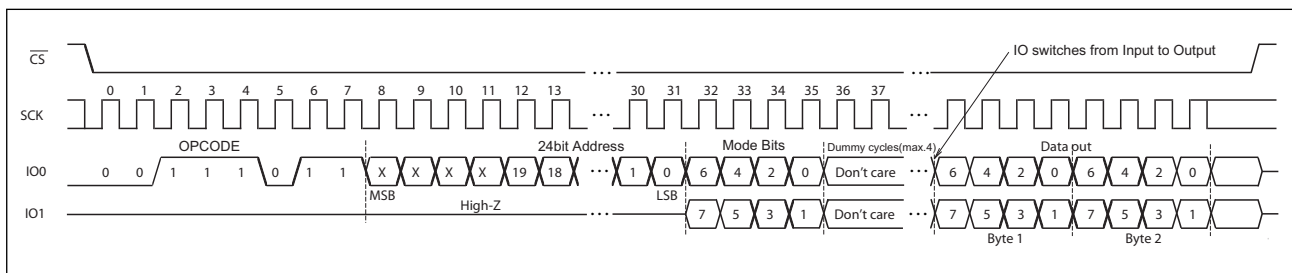 IO switches from Input to Output
CS
...
...
0 1 2 3 4 5 6 7 8 9 10 11 12 13 30 31 32 33 34 35 36 37
SCK
...
...
OPCODE 24bit Address Mode Bits Dummy cycles(max.4) Data out
IO0 0 0 1 1 1 0 1 1 X X X X 19 18 ... 1 0 6 4 2 0 Don't care ... 6 4 2 0 6 4 2 0
MSB High-Z LSB
IO1 ... 7 5 3 1 Don't care ... 7 5 3 1 7 5 3 1
Byte 1 Byte 2